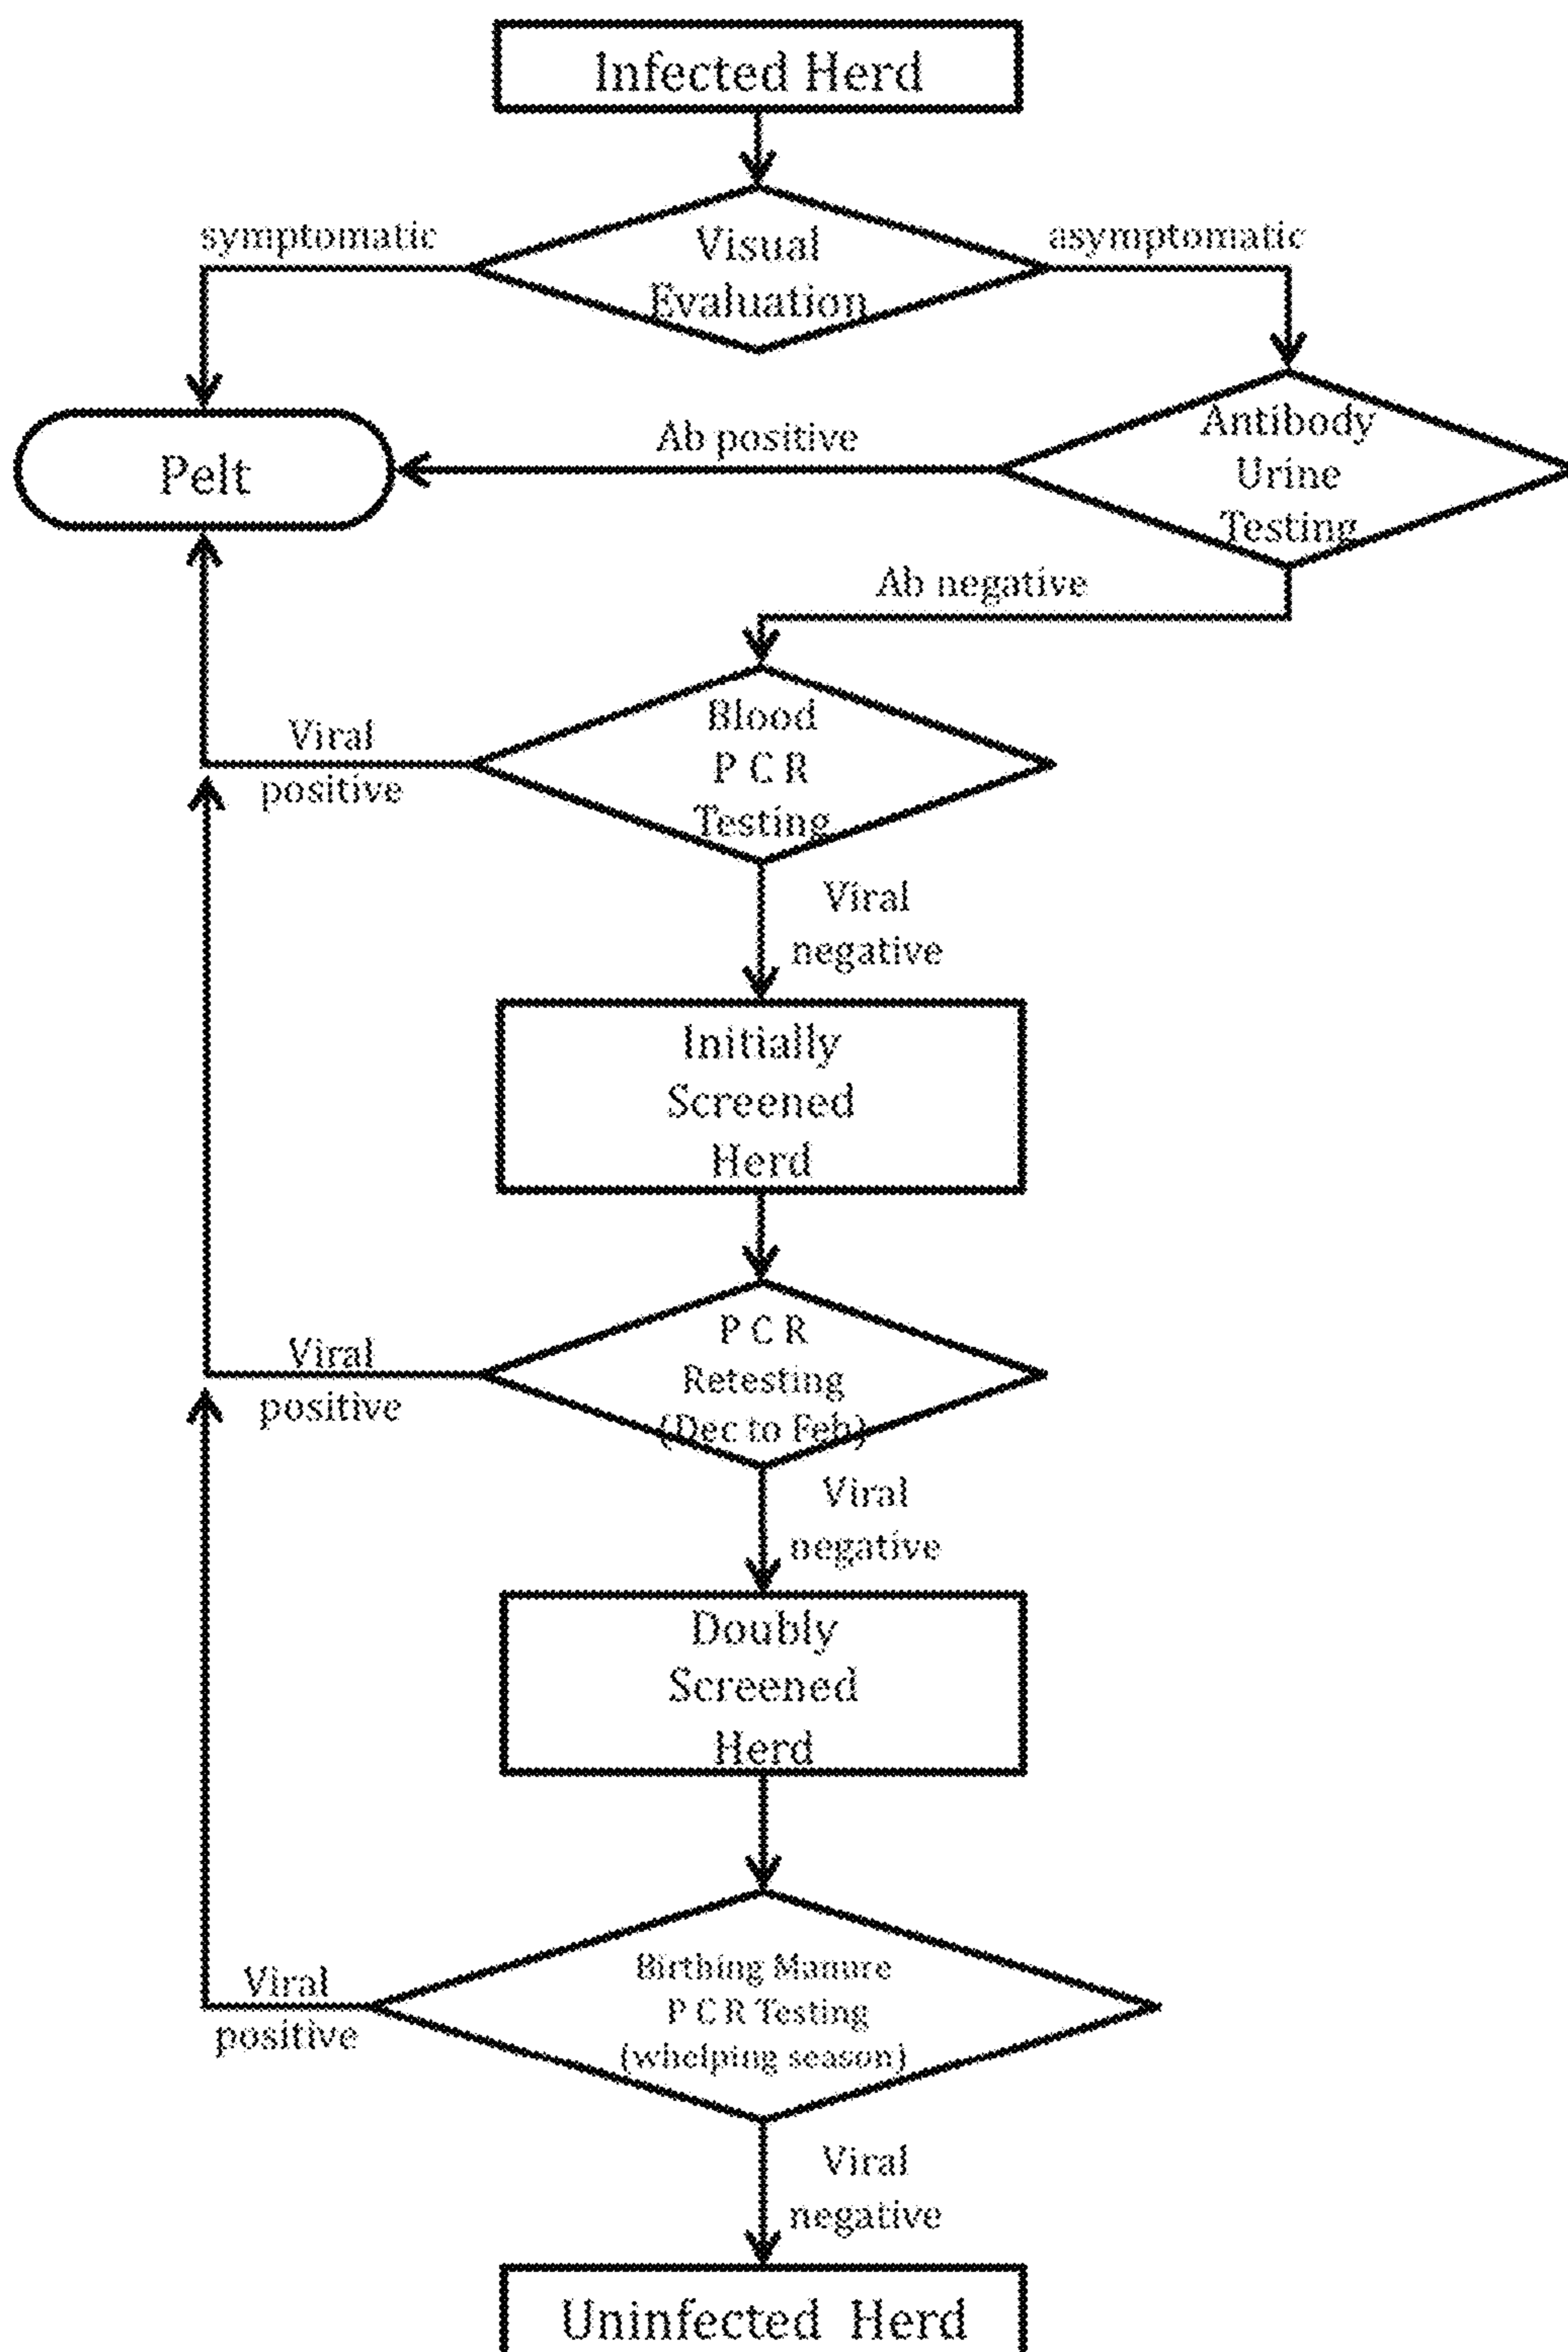 Infected Herd
symptomatic
Visual
Evaluation
asymptomatic
Antibody
Urine
Testing
Ab positive
Pelt
Ab negative
Blood
P C R
Testing
Viral
positive
Viral
negative
Initially
Screened
Herd
P C R
Retesting
(Dec to Feb)
Viral
positive
Viral
negative
Doubly
Screened
Herd
Birthing Manure
P C R Testing
(whelping season)
Viral
positive
Viral
negative
Uninfected Herd